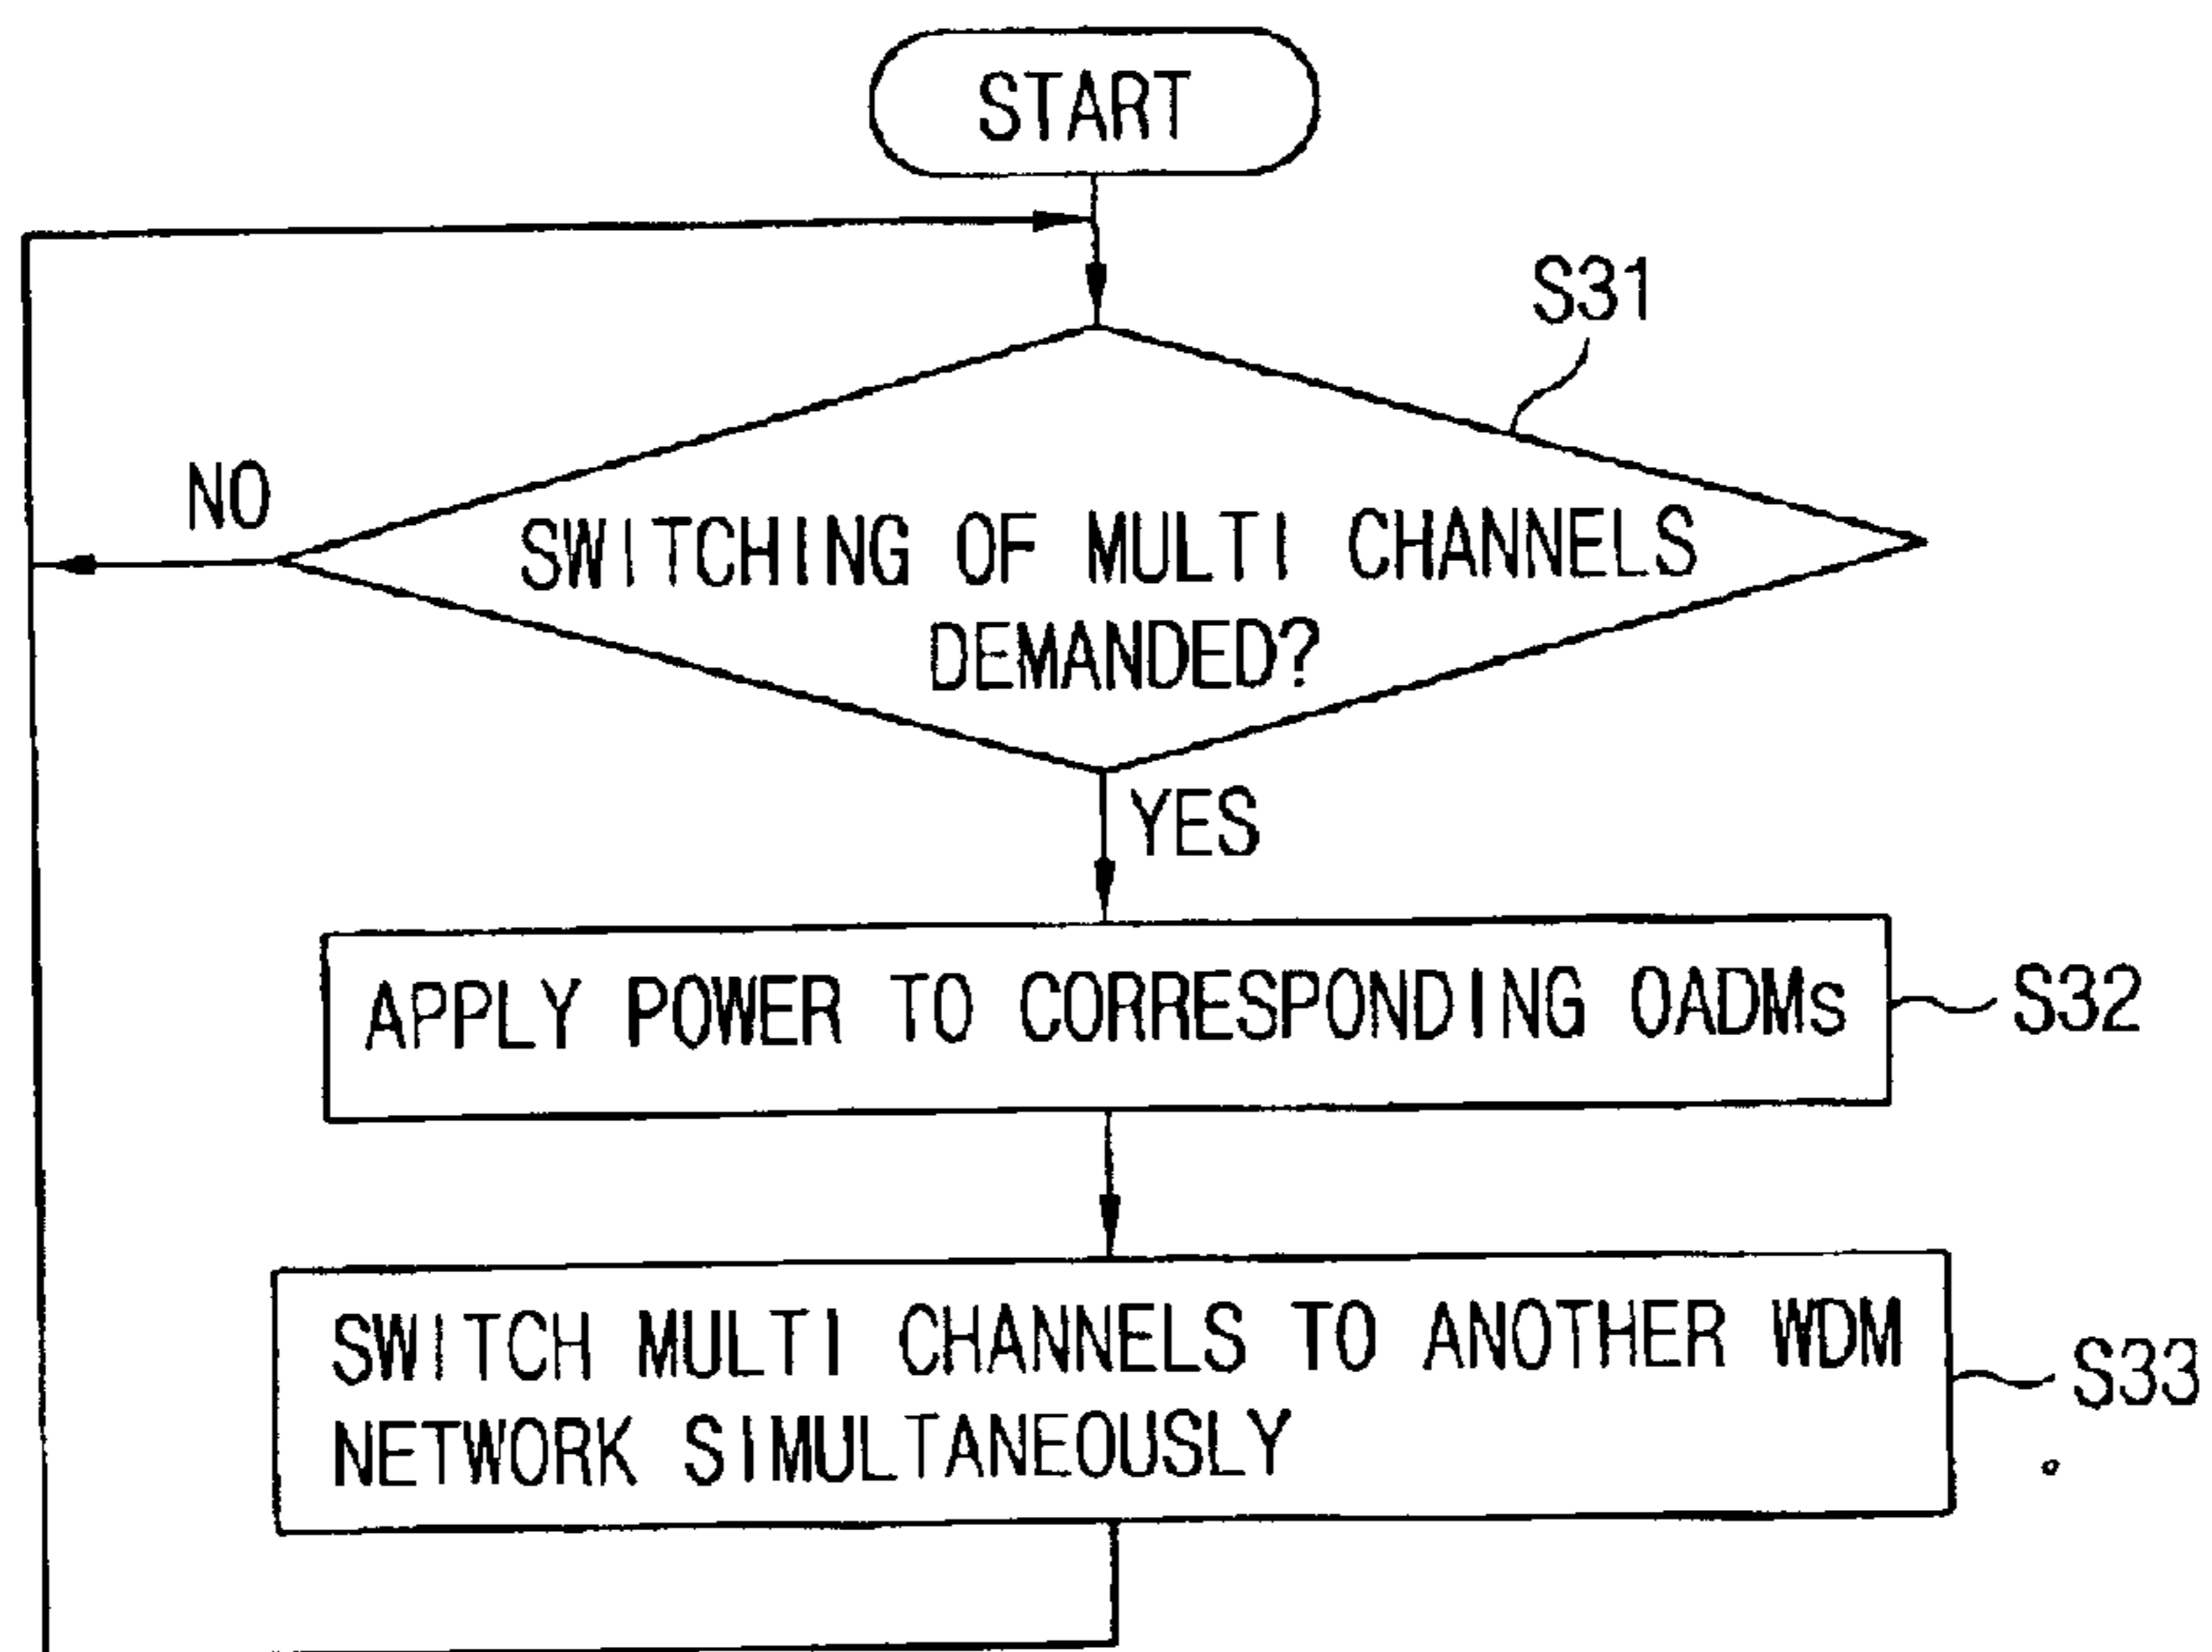 START
S31
NO
SWITCHING OF MULTI CHANNELS
DEMANDED?
YES
APPLY POWER TO CORRESPONDING OADMs
S32
SWITCH MULTI CHANNELS TO ANOTHER WDM
NETWORK SIMULTANEOUSLY
S33